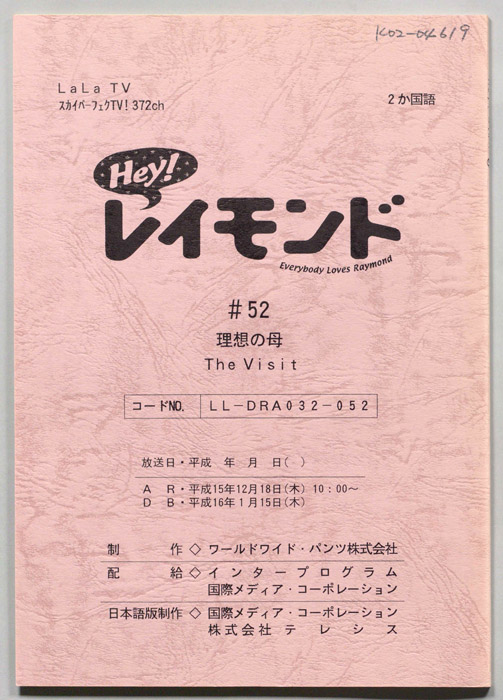 K02-04619
LaLa TV
スカイパーフェクTV! 372ch
2か国語
Hey!
レイモンド
Everybody Loves Raymond
＃52
理想の母
The Visit
コードNO. LL-DRA032-052
放送日・平成　年　月　日(　)
A　R・平成15年12月18日(木) 10：00～
D　B・平成16年1月15日(木)
制　作◇ワールドワイド・パンツ株式会社
配　給◇インタープログラム
国際メディア・コーポレーション
日本語版制作◇国際メディア・コーポレーション
株式会社テレシス